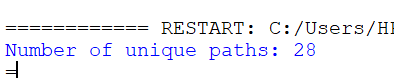 ============ RESTART: C:/Users/H
Number of unique paths: 28
=